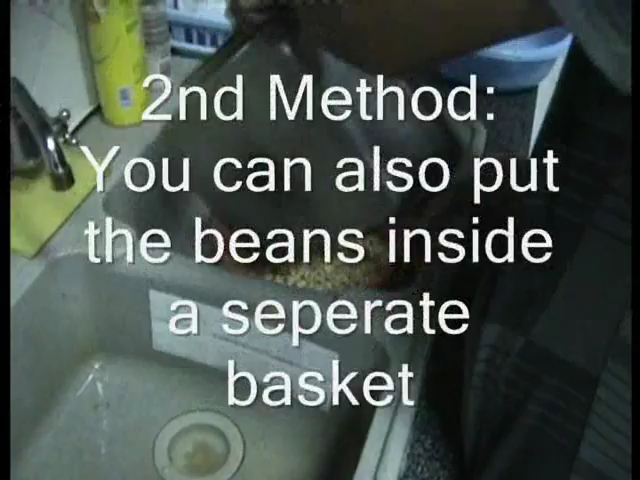 2nd Method:
You can also put
the beans inside
a seperate
basket